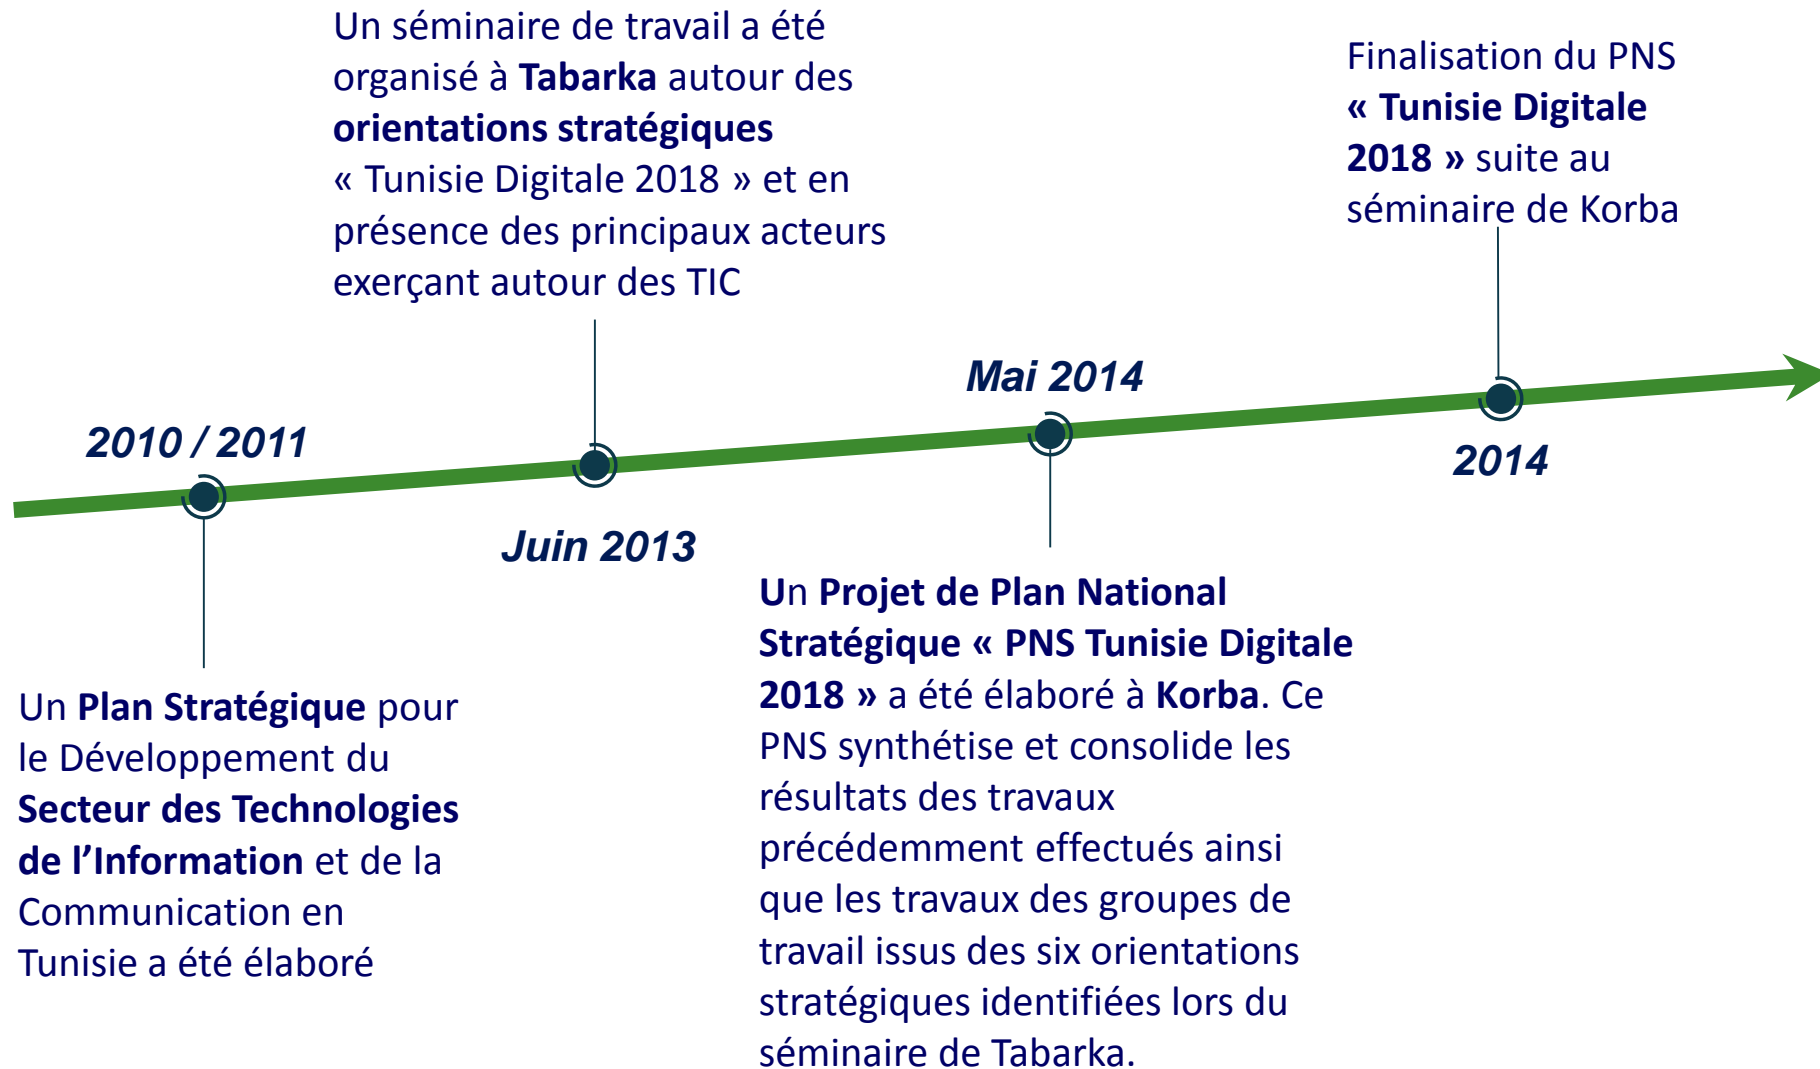 Un séminaire de travail a été
organisé à Tabarka autour des
orientations stratégiques
« Tunisie Digitale 2018 » et en
présence des principaux acteurs
exerçant autour des TIC
Finalisation du PNS
« Tunisie Digitale
2018 » suite au
séminaire de Korba
Mai 2014
2010 / 2011
2014
Juin 2013
Un Plan Stratégique pour
le Développement du
Secteur des Technologies
de l’Information et de la
Communication en
Tunisie a été élaboré
Un Projet de Plan National
Stratégique « PNS Tunisie Digitale
2018 » a été élaboré à Korba. Ce
PNS synthétise et consolide les
résultats des travaux
précédemment effectués ainsi
que les travaux des groupes de
travail issus des six orientations
stratégiques identifiées lors du
séminaire de Tabarka.